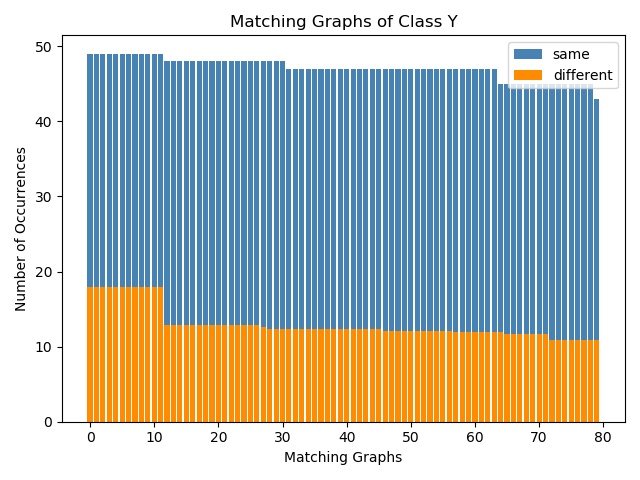 Matching Graphs of Class Y
same
different
Number of Occurrences
50
40
30
20
10
0
0 10 20 30 40 50 60 70 80
Matching Graphs